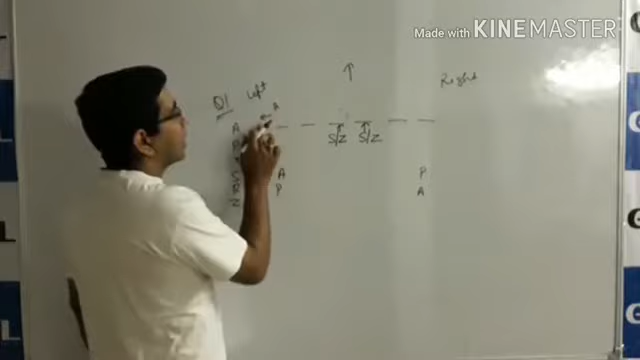 Made with KINEMASTER
Q1 Left Right
A
A
S/Z S/Z
S A P
R P A
Z